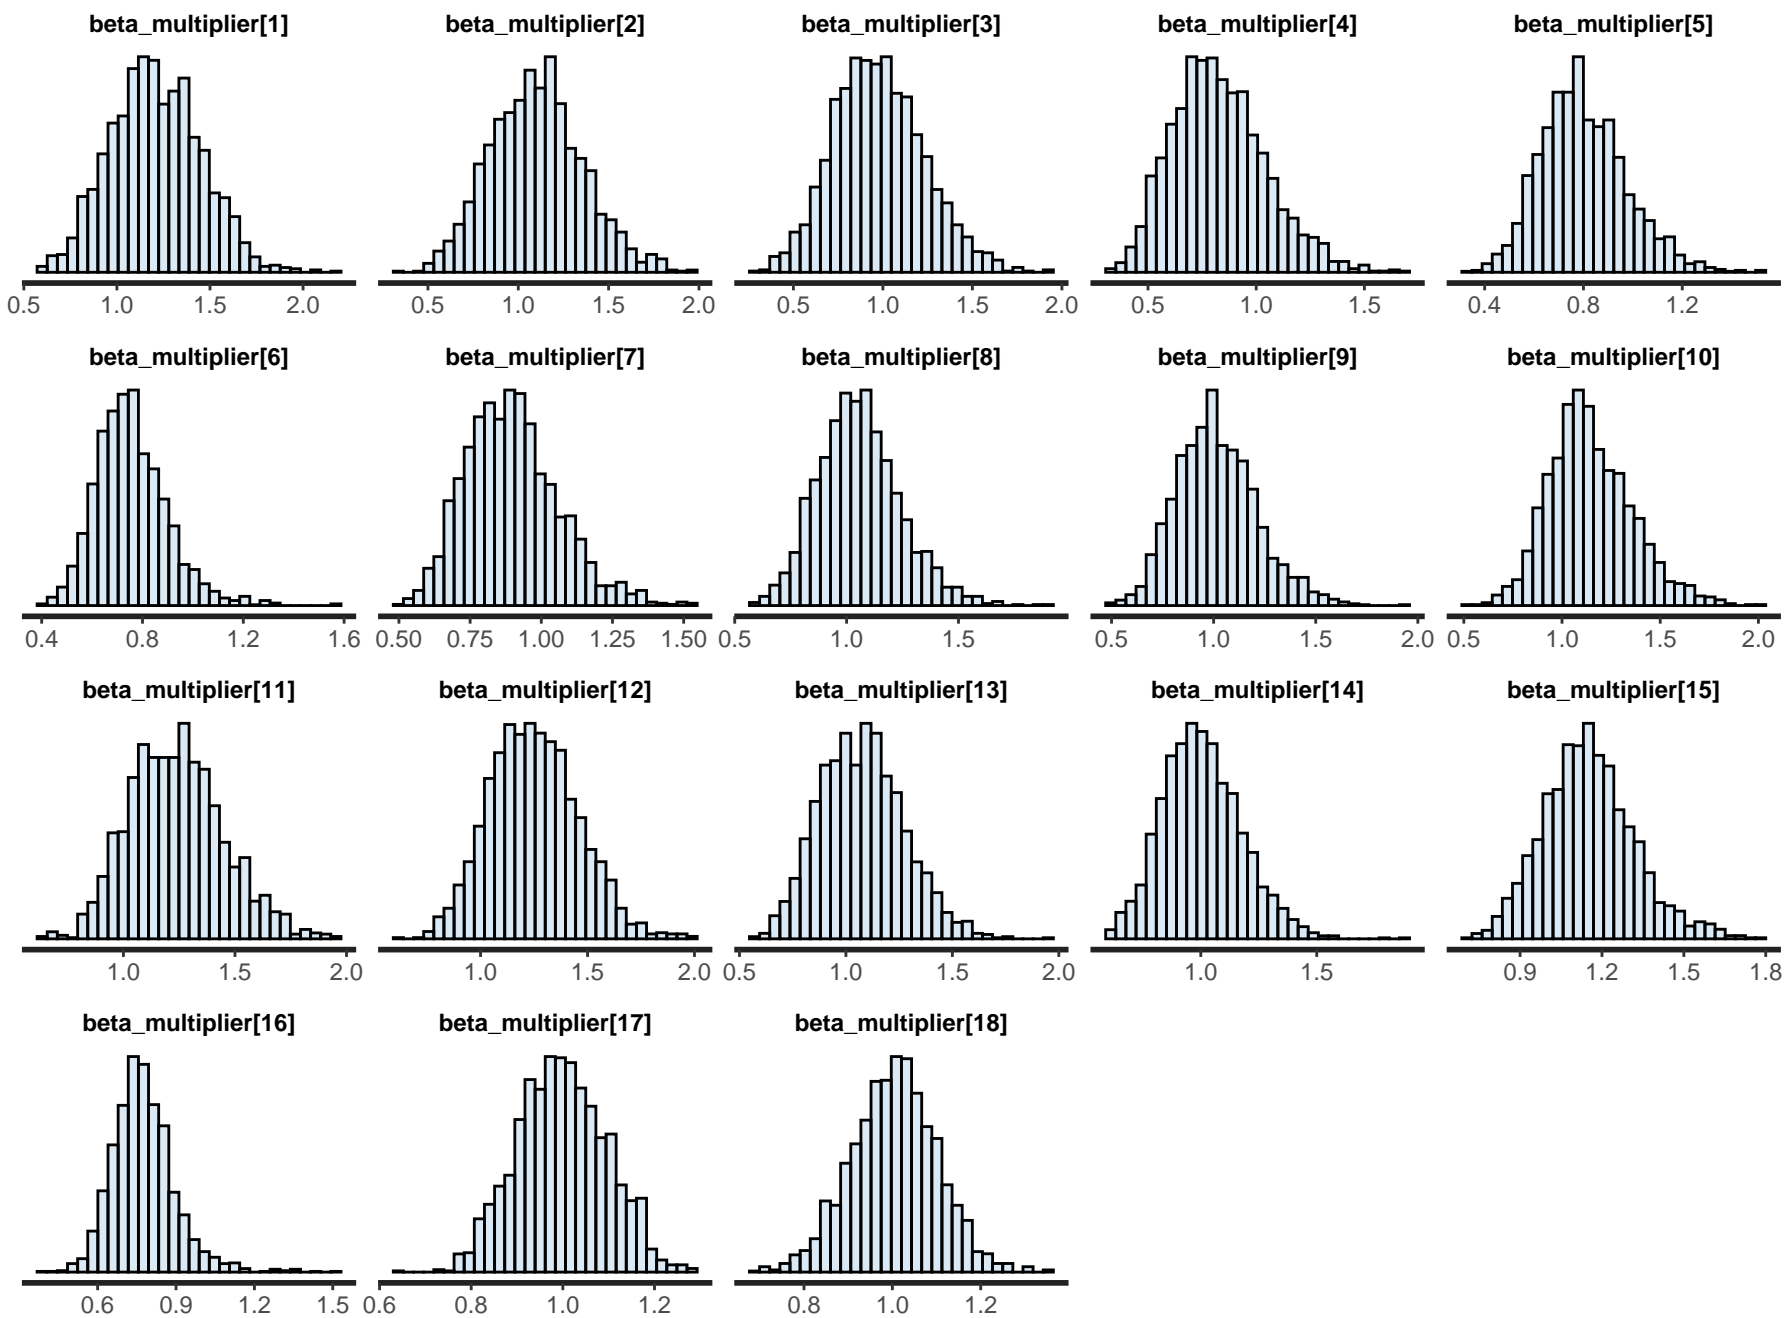 beta_multiplier[1] beta_multiplier[2] beta_multiplier[3] beta_multiplier[4] beta_multiplier[5]
0.5 1.0 1.5 2.0 0.5 1.0 1.5 2.0 0.5 1.0 1.5 2.0 0.5 1.0 1.5 0.4 0.8 1.2
beta_multiplier[6] beta_multiplier[7] beta_multiplier[8] beta_multiplier[9] beta_multiplier[10]
0.4 0.8 1.2 1.6 0.50 0.75 1.00 1.25 1.50 0.5 1.0 1.5 0.5 1.0 1.5 2.0 0.5 1.0 1.5 2.0
beta_multiplier[11] beta_multiplier[12] beta_multiplier[13] beta_multiplier[14] beta_multiplier[15]
1.0 1.5 2.0 1.0 1.5 2.0 0.5 1.0 1.5 2.0 1.0 1.5 0.9 1.2 1.5 1.8
beta_multiplier[16] beta_multiplier[17] beta_multiplier[18]
0.6 0.9 1.2 1.5 0.6 0.8 1.0 1.2 0.8 1.0 1.2